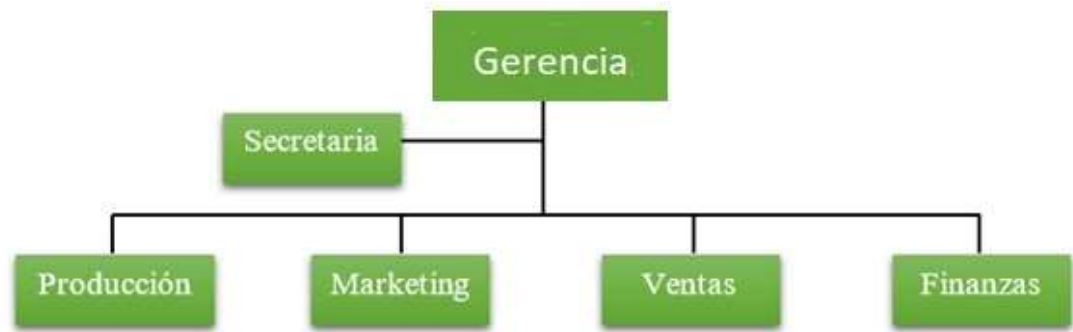 Gerencia
Secretaria
Producción
Marketing
Ventas
Finanzas